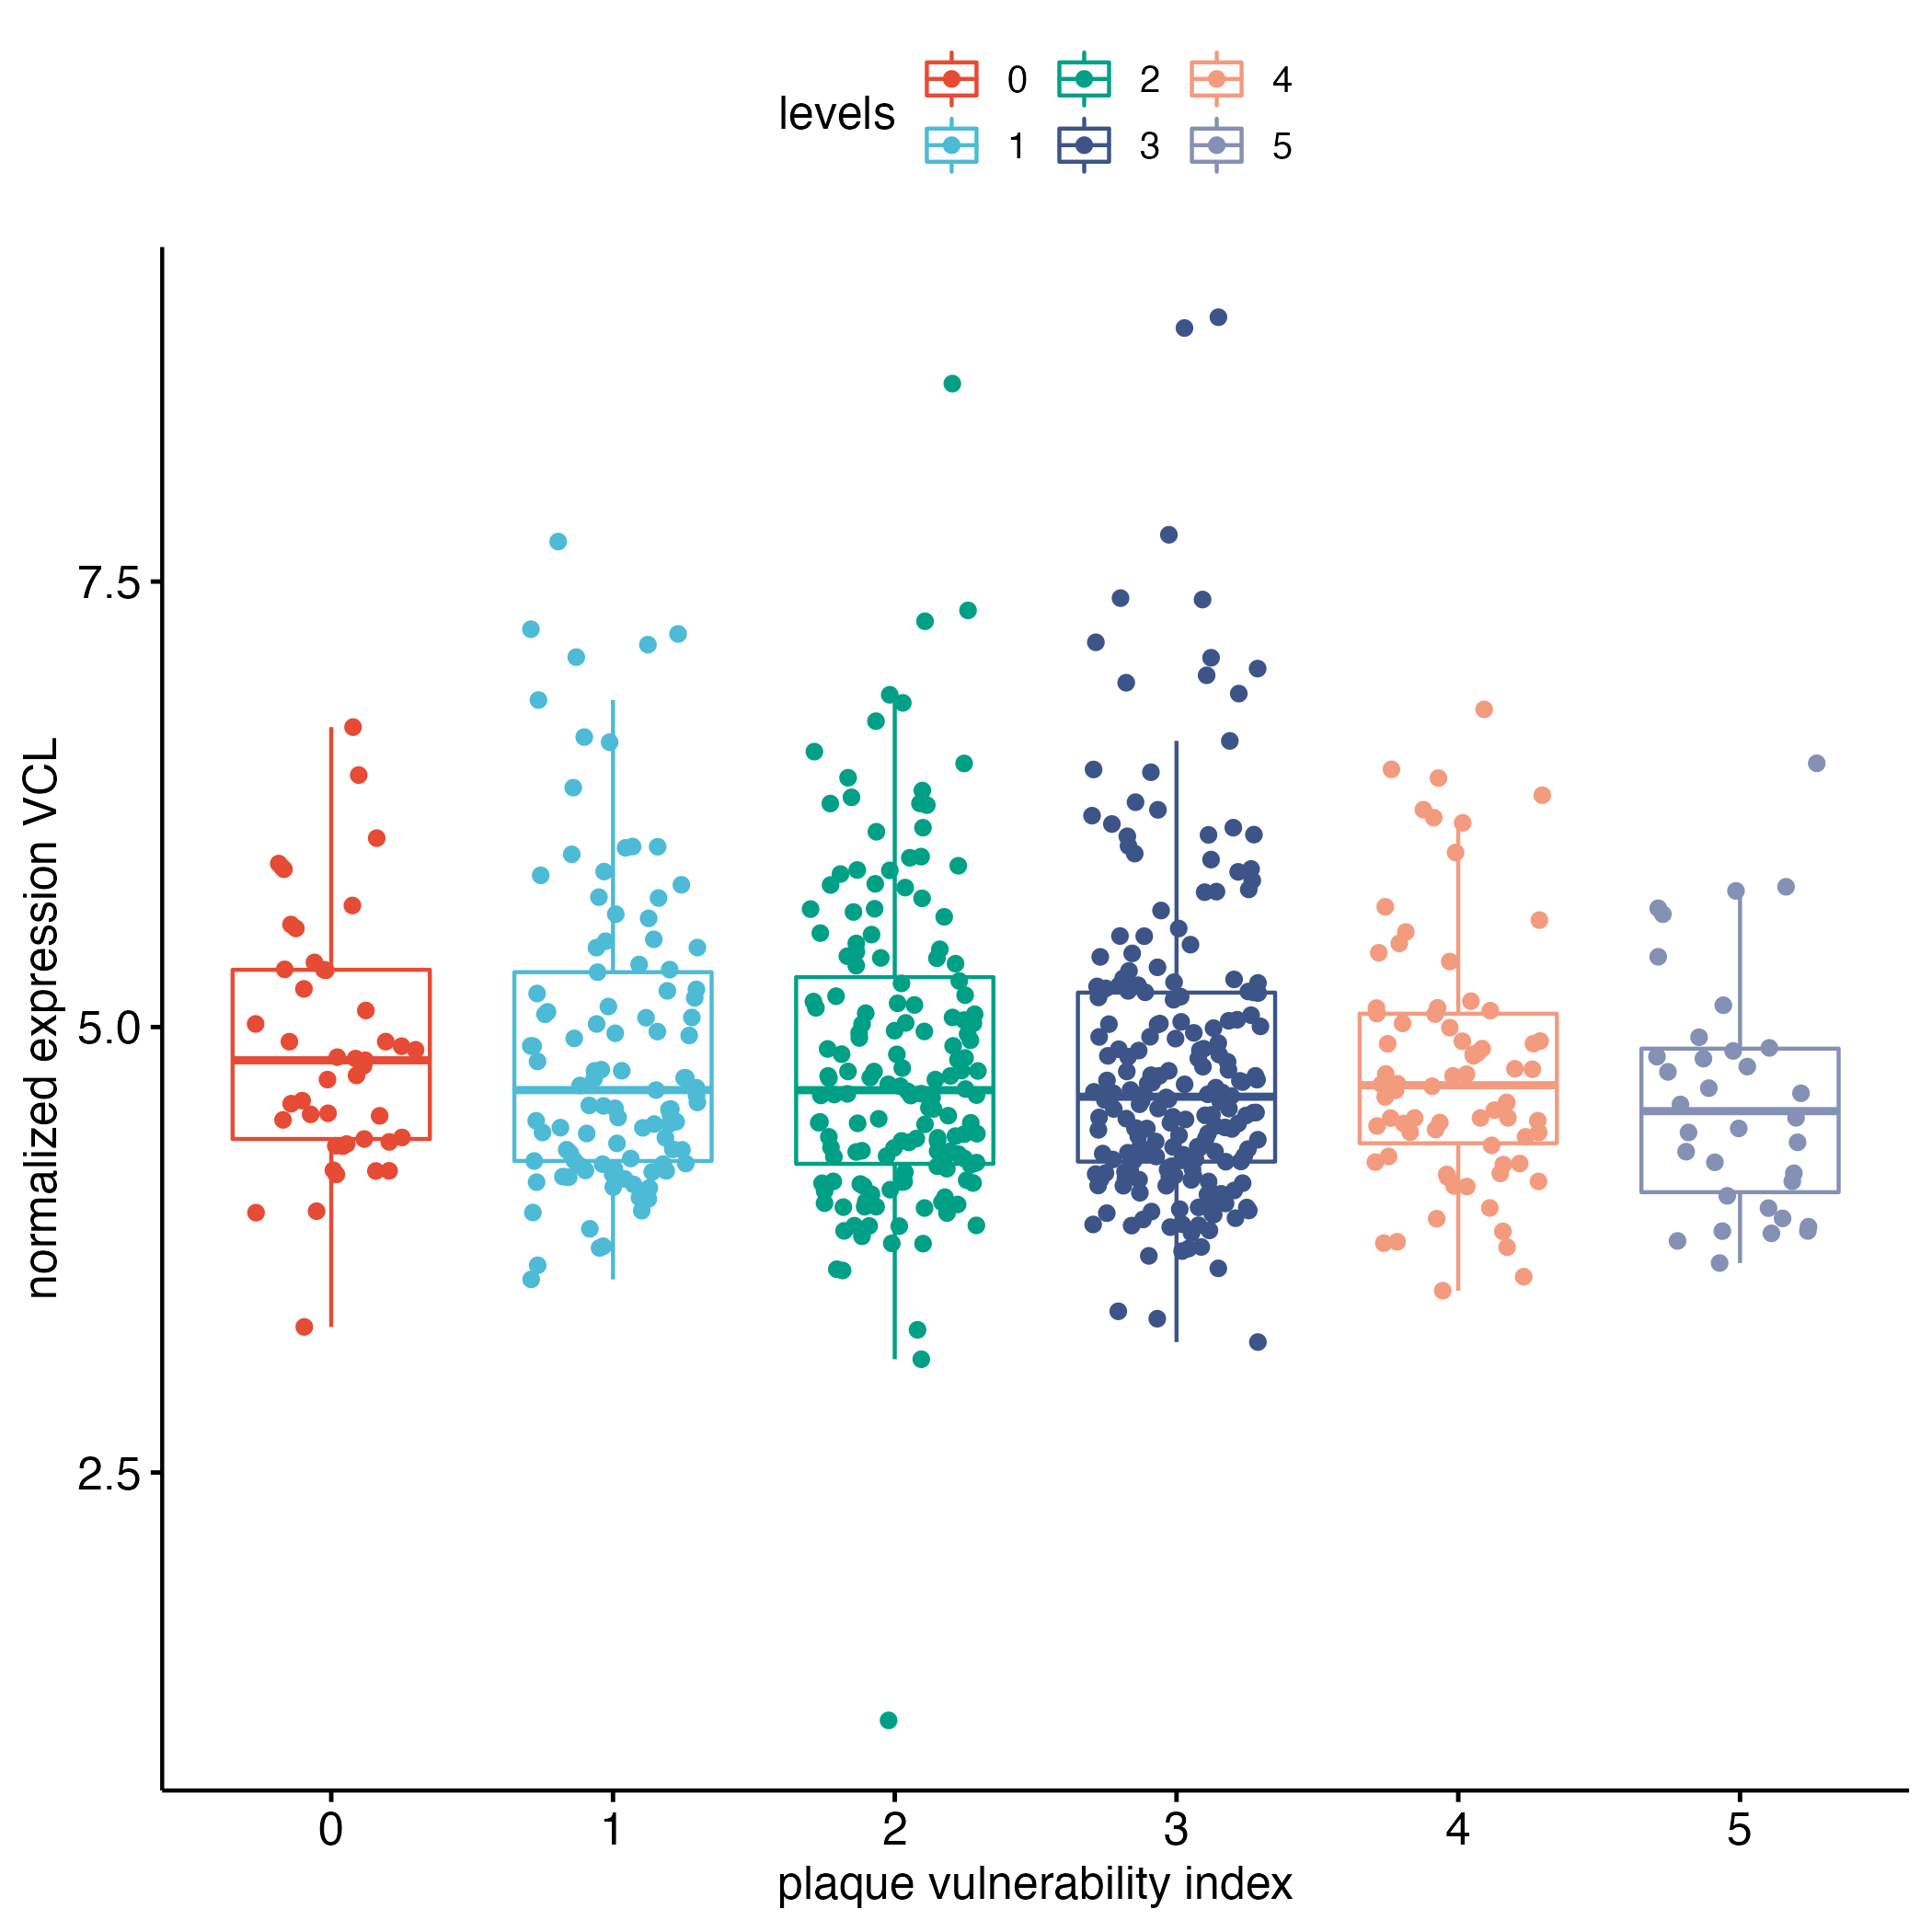 levels
0 2 4
1 3 5
normalized expression VCL
7.5
5.0
2.5
0 1 2 3 4 5
plaque vulnerability index